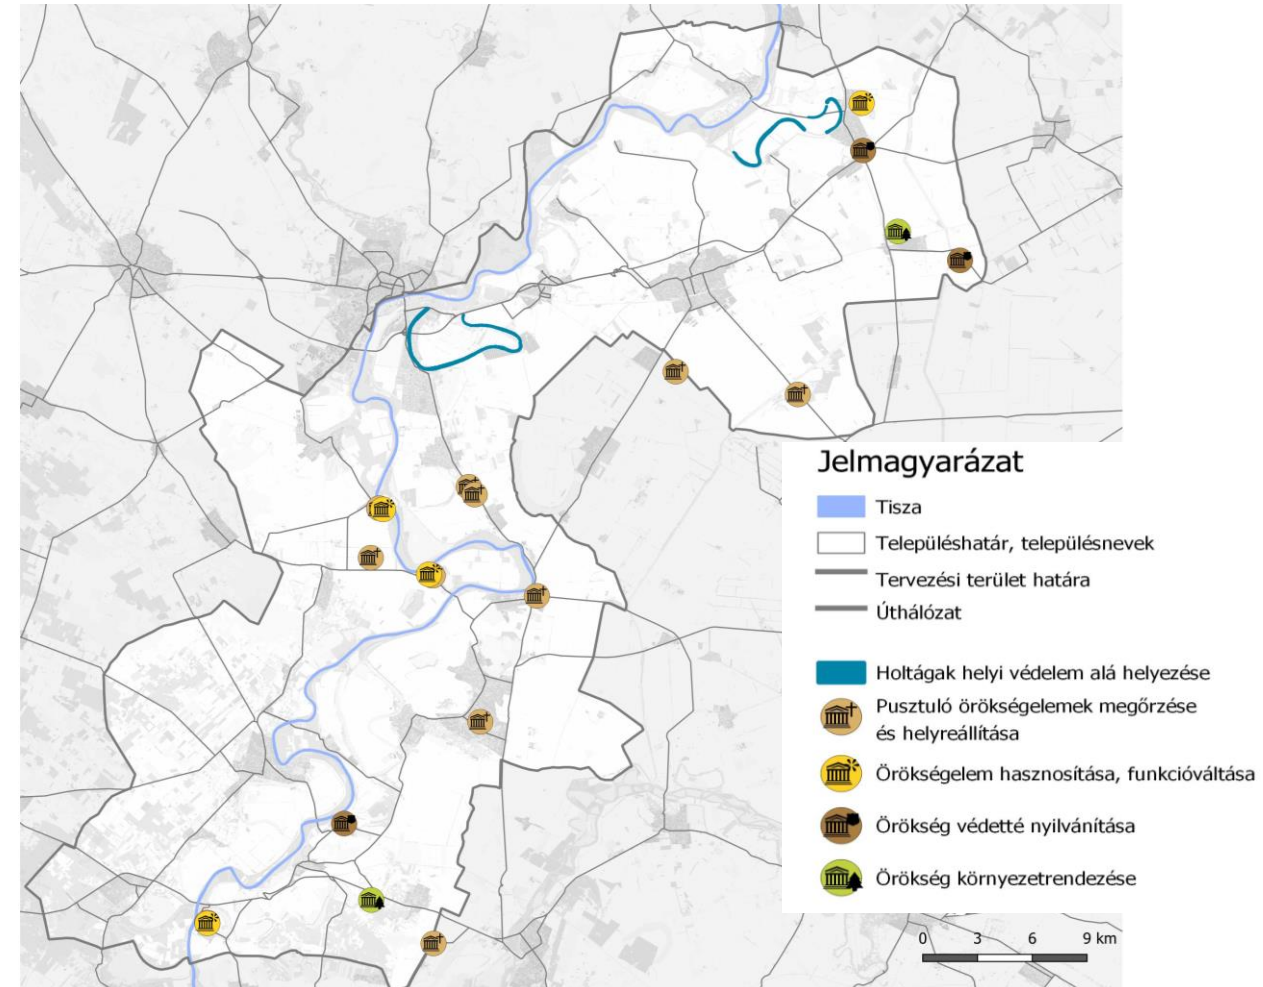 Jelmagyarázat
Tisza
Településhatár, településnevek
Tervezési terület határa
Úthálózat
Holtágak helyi védelem alá helyezése
Pusztuló örökségelemek megőrzése
és helyreállítása
Örökségelem hasznosítása, funkcióváltása
Örökség védetté nyilvánítása
Örökség környezetrendezése
0 3 6 9 km